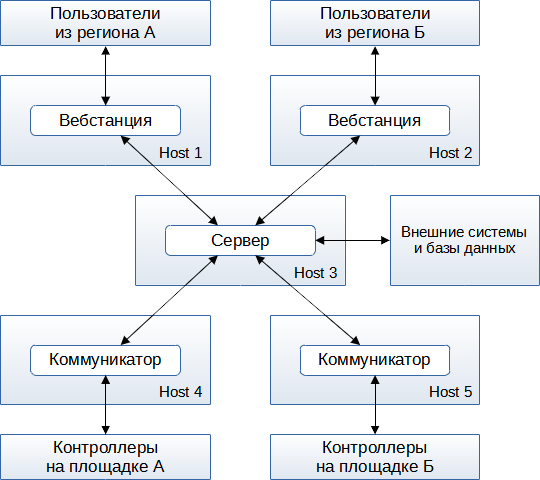 Пользователи
из региона А
Пользователи
из региона Б
Вебстанция
Host 1
Вебстанция
Host 2
Сервер
Host 3
Внешние системы
и базы данных
Коммуникатор
Host 4
Коммуникатор
Host 5
Контроллеры
на площадке А
Контроллеры
на площадке Б